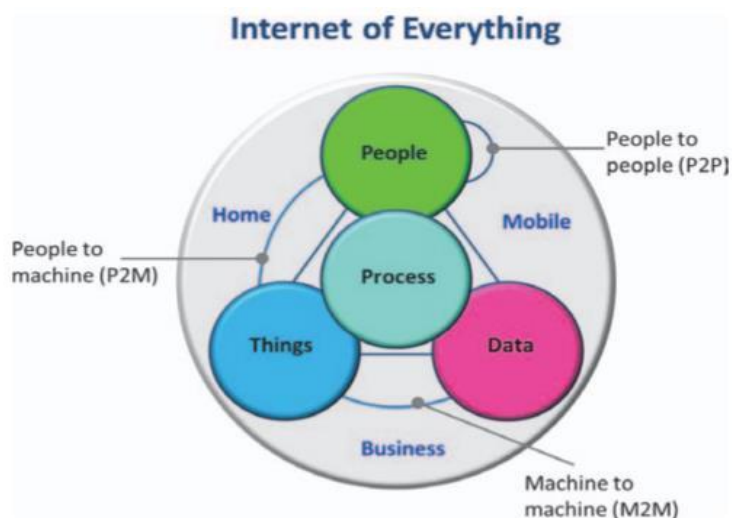 Internet of Everything
People
People to
people (P2P)
Home
Mobile
People to
machine (P2M)
Process
Things
Data
Business
Machine to
machine (M2M)